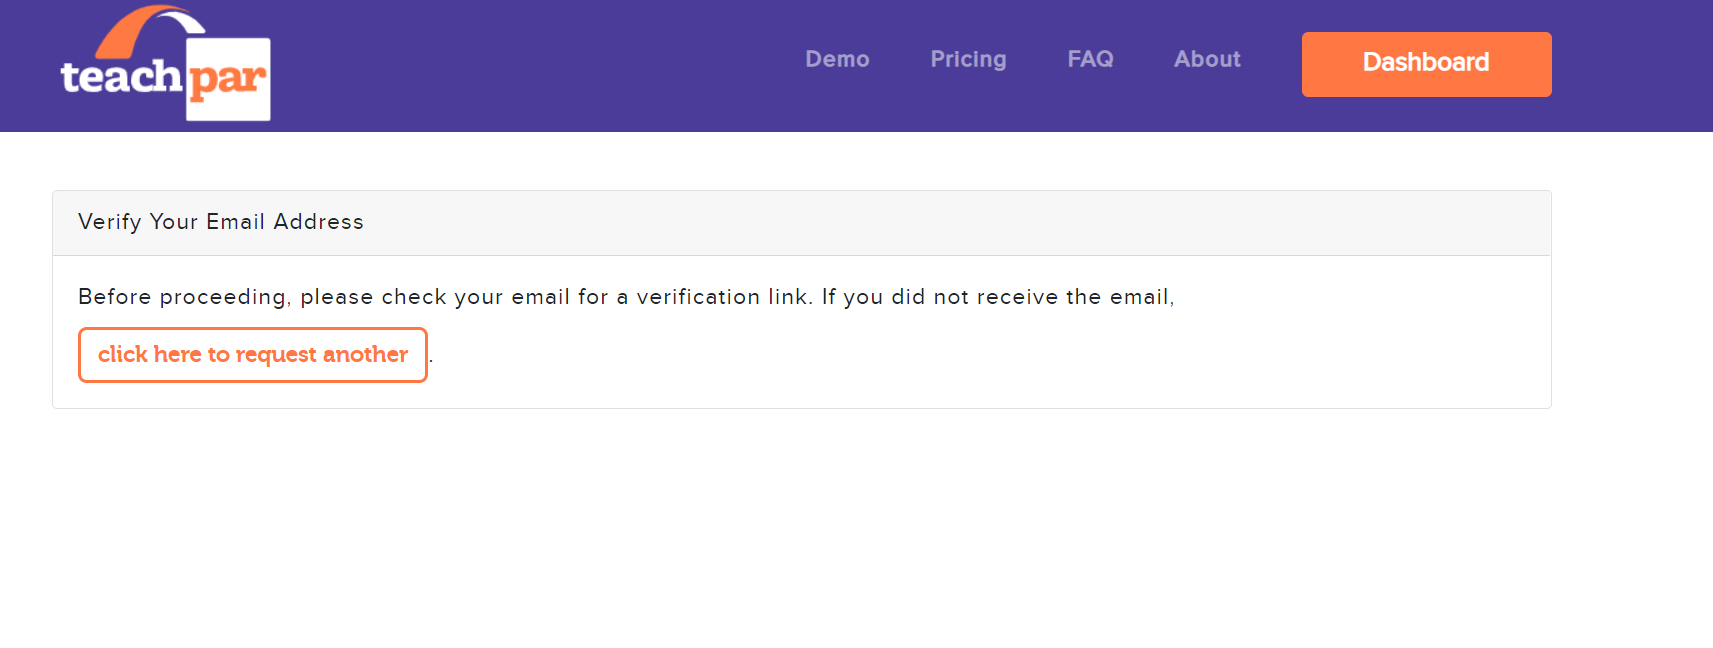 teachpar
Demo Pricing FAQ About Dashboard
Verify Your Email Address
Before proceeding, please check your email for a verification link. If you did not receive the email,
click here to request another.